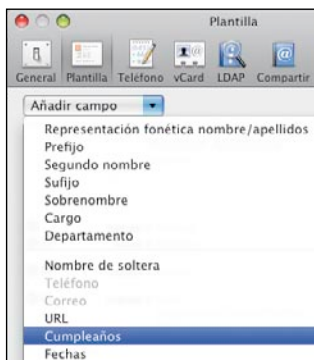 Plantilla
General Plantilla Teléfono vCard LDAP Compartir
Añadir campo
Representación fonética nombre/apellidos
Prefijo
Segundo nombre
Sufijo
Sobrenombre
Cargo
Departamento
Nombre de soltera
Teléfono
Correo
URL
Cumpleaños
Fechas